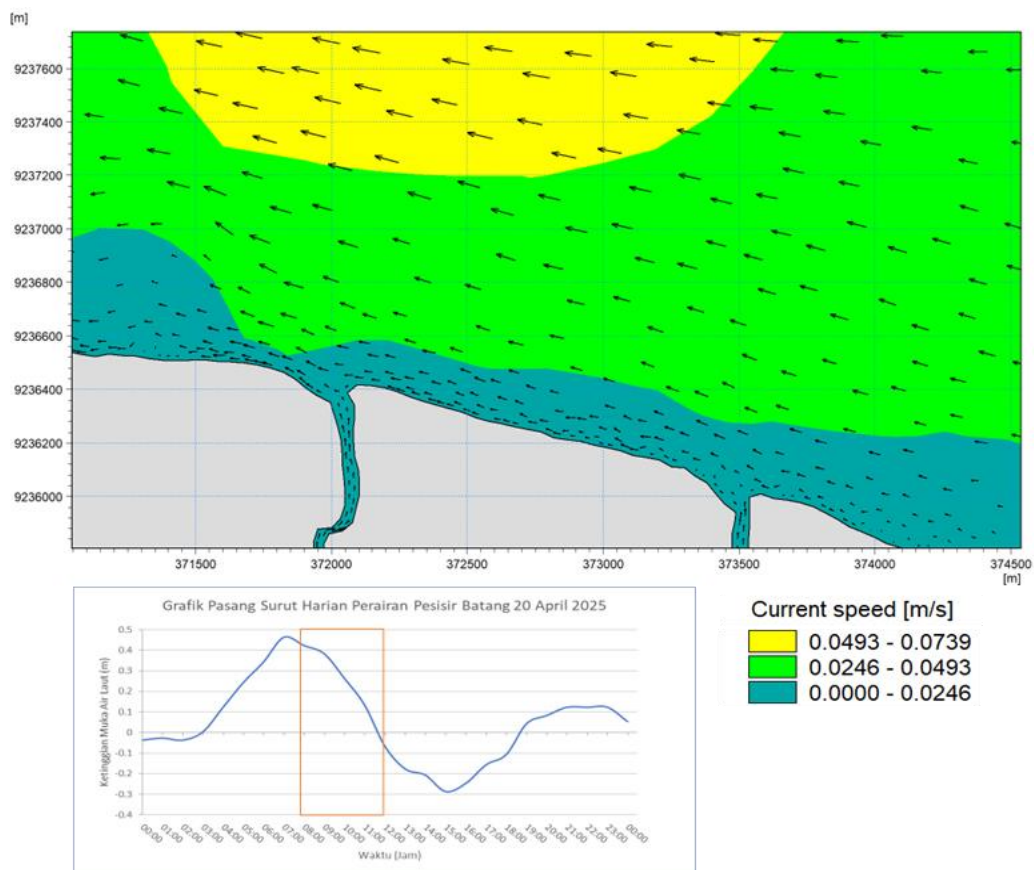 [m]
9237600
9237400
9237200
9237000
9236800
9236600
9236400
9236200
9236000
371500 372000 372500 373000 373500 374000 374500
[m]
Grafik Pasang Surut Harian Perairan Pesisir Batang 20 April 2025
Ketinggian Muka Air Laut (m)
0.5
0.4
0.3
0.2
0.1
0
-0.1
-0.2
-0.3
-0.4
00:00 01:00 02:00 03:00 04:00 05:00 06:00 07:00 08:00 09:00 10:00 11:00 12:00 13:00 14:00 15:00 16:00 17:00 18:00 19:00 20:00 21:00 22:00 23:00 00:00
Waktu (Jam)
Current speed [m/s]
0.0493 - 0.0739
0.0246 - 0.0493
0.0000 - 0.0246